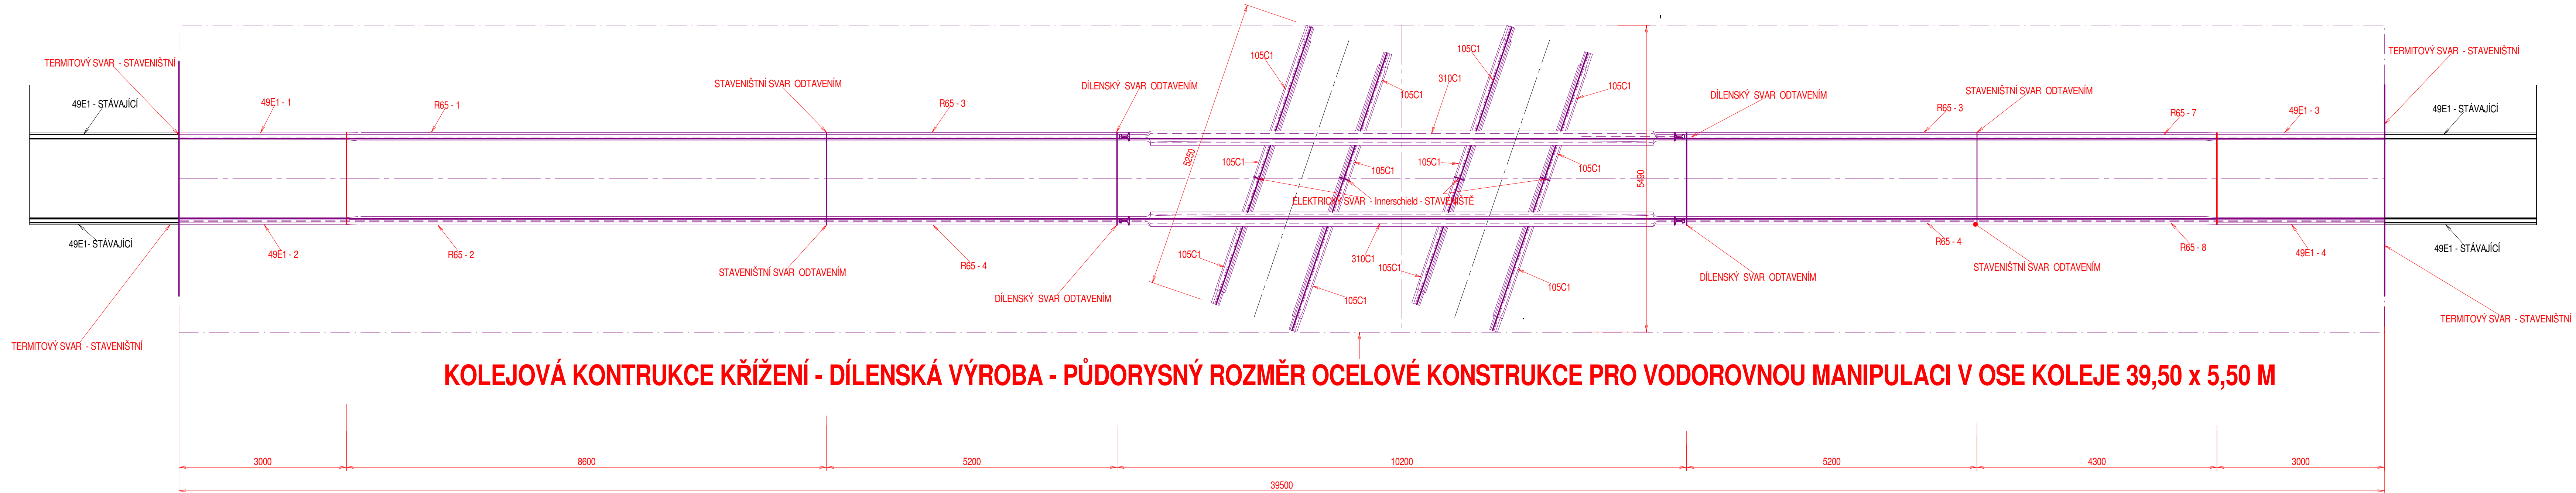 TERMITOVÝ SVAR - STAVENIŠTNÍ
49E1 - STÁVAJÍCÍ
49E1 - 1
R65 - 1
STAVENIŠTNÍ SVAR ODTAVENÍM
R65 - 3
DÍLENSKÝ SVAR ODTAVENÍM
105C1
105C1
105C1
310C1
105C1
DÍLENSKÝ SVAR ODTAVENÍM
R65 - 3
STAVENIŠTNÍ SVAR ODTAVENÍM
R65 - 7
49E1 - 3
TERMITOVÝ SVAR - STAVENIŠTNÍ
49E1 - STÁVAJÍCÍ
5250
105C1
105C1
105C1
105C1
5490
ELEKTRICKÝ SVAR - Innerschield - STAVENIŠTĚ
49E1- STÁVAJÍCÍ
49E1 - 2
R65 - 2
STAVENIŠTNÍ SVAR ODTAVENÍM
R65 - 4
DÍLENSKÝ SVAR ODTAVENÍM
105C1
105C1
310C1
105C1
105C1
DÍLENSKÝ SVAR ODTAVENÍM
R65 - 4
STAVENIŠTNÍ SVAR ODTAVENÍM
R65 - 8
49E1 - 4
49E1 - STÁVAJÍCÍ
TERMITOVÝ SVAR - STAVENIŠTNÍ
TERMITOVÝ SVAR - STAVENIŠTNÍ
KOLEJOVÁ KONTRUKCE KŘÍŽENÍ - DÍLENSKÁ VÝROBA - PŮDORYSNÝ ROZMĚR OCELOVÉ KONSTRUKCE PRO VODOROVNOU MANIPULACI V OSE KOLEJE 39,50 x 5,50 M
3000
8600
5200
10200
5200
4300
3000
39500